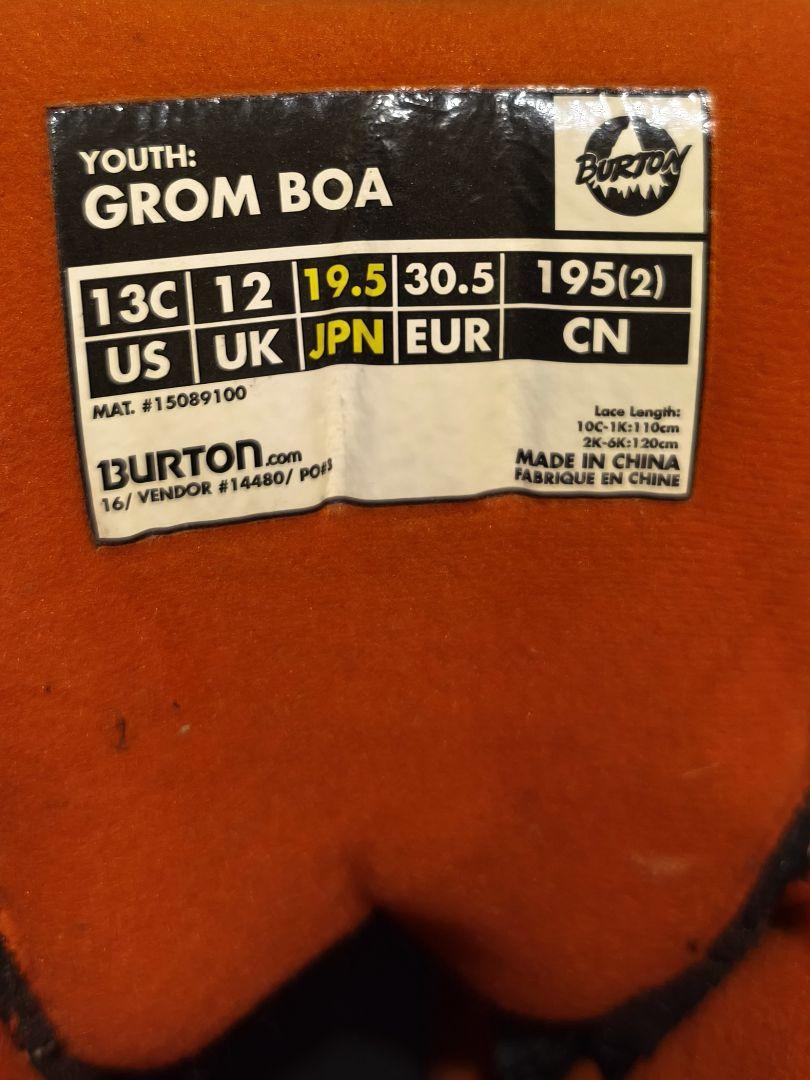 YOUTH:
GROM BOA
BURTON
13C 12 19.5 30.5 195(2)
US UK JPN EUR CN
MAT. #15089100
Lace Length:
10C-1K:110cm
2K-6K:120cm
BURTON.com
MADE IN CHINA
16/ VENDOR #14480/ PO#3
FABRIQUE EN CHINE